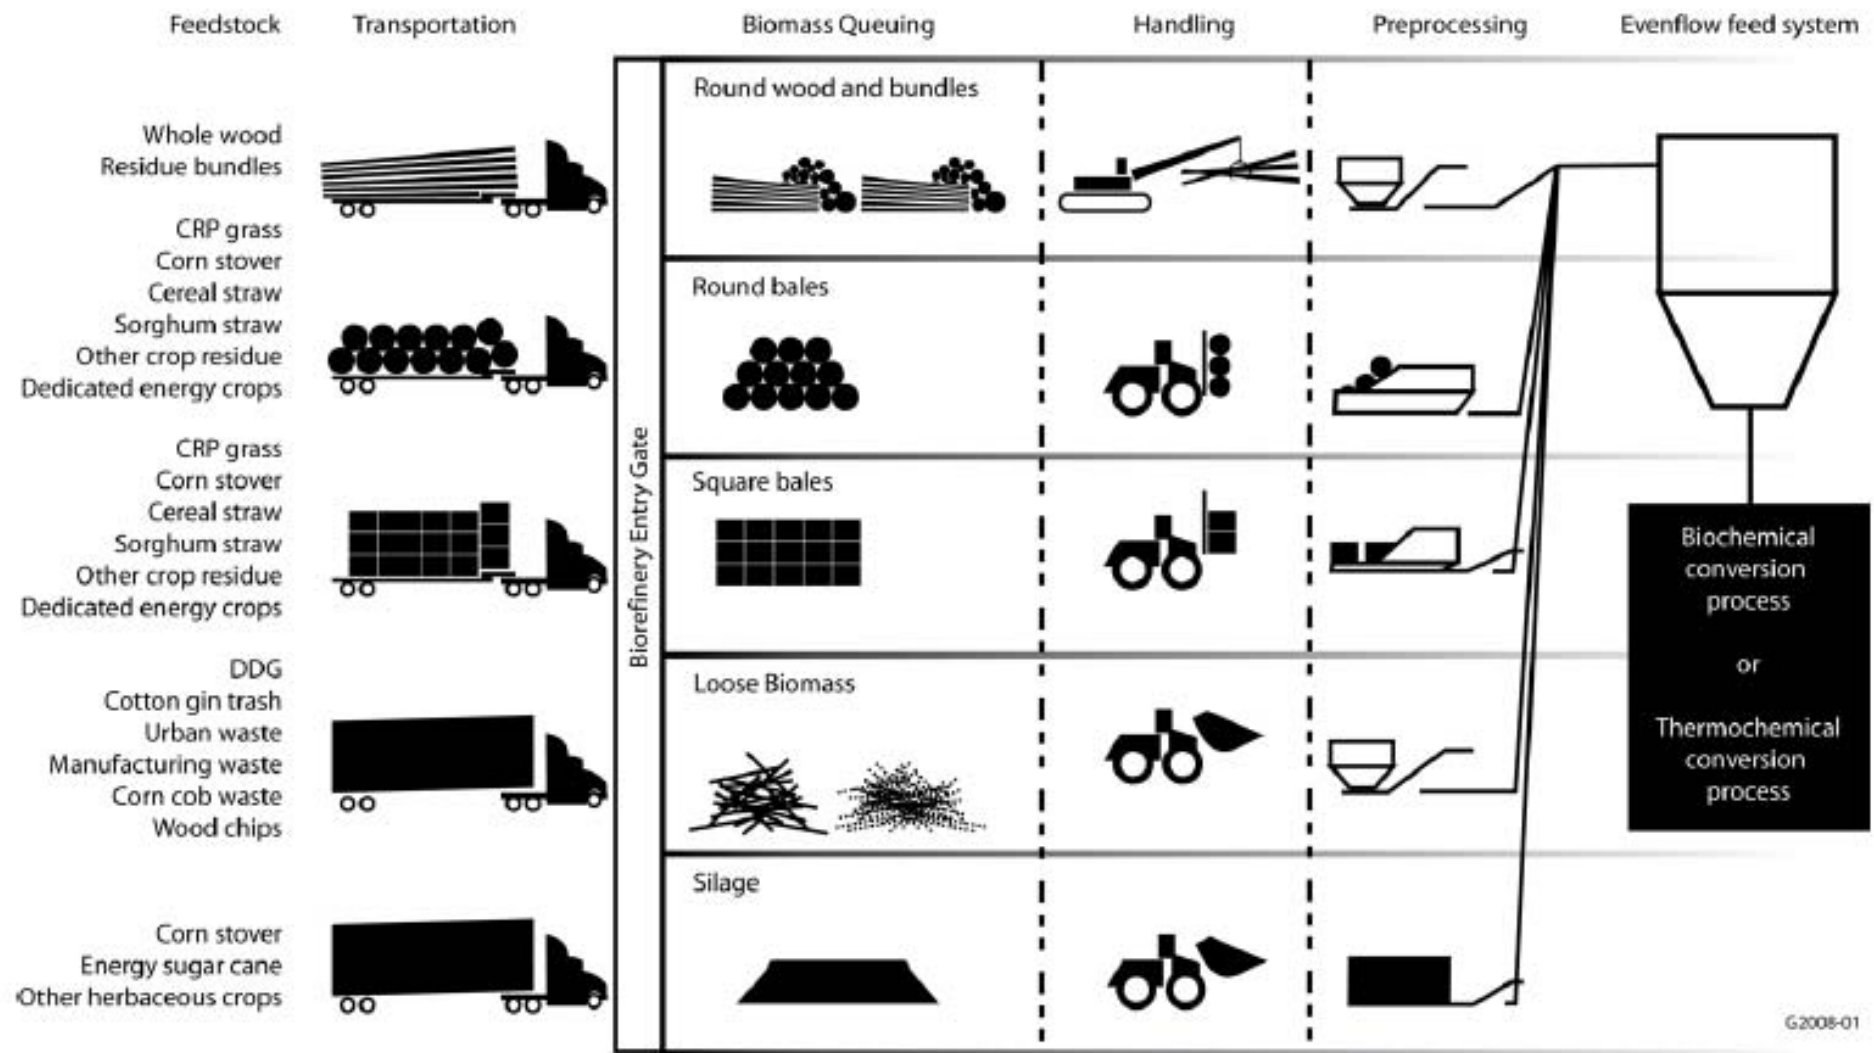 Feedstock
Transportation
Biomass Queuing
Handling
Preprocessing
Evenflow feed system
Whole wood
Residue bundles
CRP grass
Corn stover
Cereal straw
Sorghum straw
Other crop residue
Dedicated energy crops
CRP grass
Corn stover
Cereal straw
Sorghum straw
Other crop residue
Dedicated energy crops
DDG
Cotton gin trash
Urban waste
Manufacturing waste
Corn cob waste
Wood chips
Corn stover
Energy sugar cane
Other herbaceous crops
Biorefinery Entry Gate
Round wood and bundles
Round bales
Square bales
Loose Biomass
Silage
Biochemical
conversion
process
or
Thermochemical
conversion
process
G2008-01